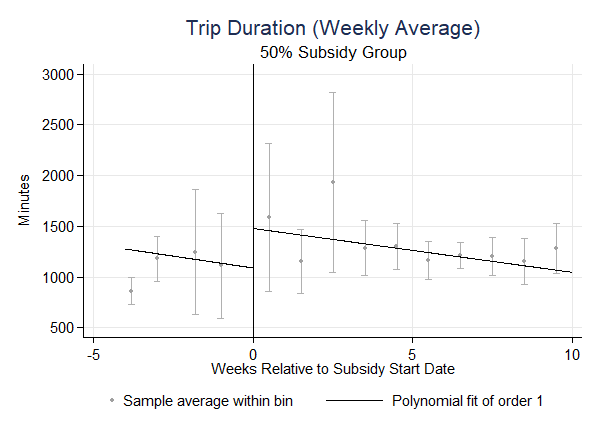 Trip Duration (Weekly Average)
50% Subsidy Group
3000
2500
2000
1500
1000
500
Minutes
-5 0 5 10
Weeks Relative to Subsidy Start Date
Sample average within bin Polynomial fit of order 1